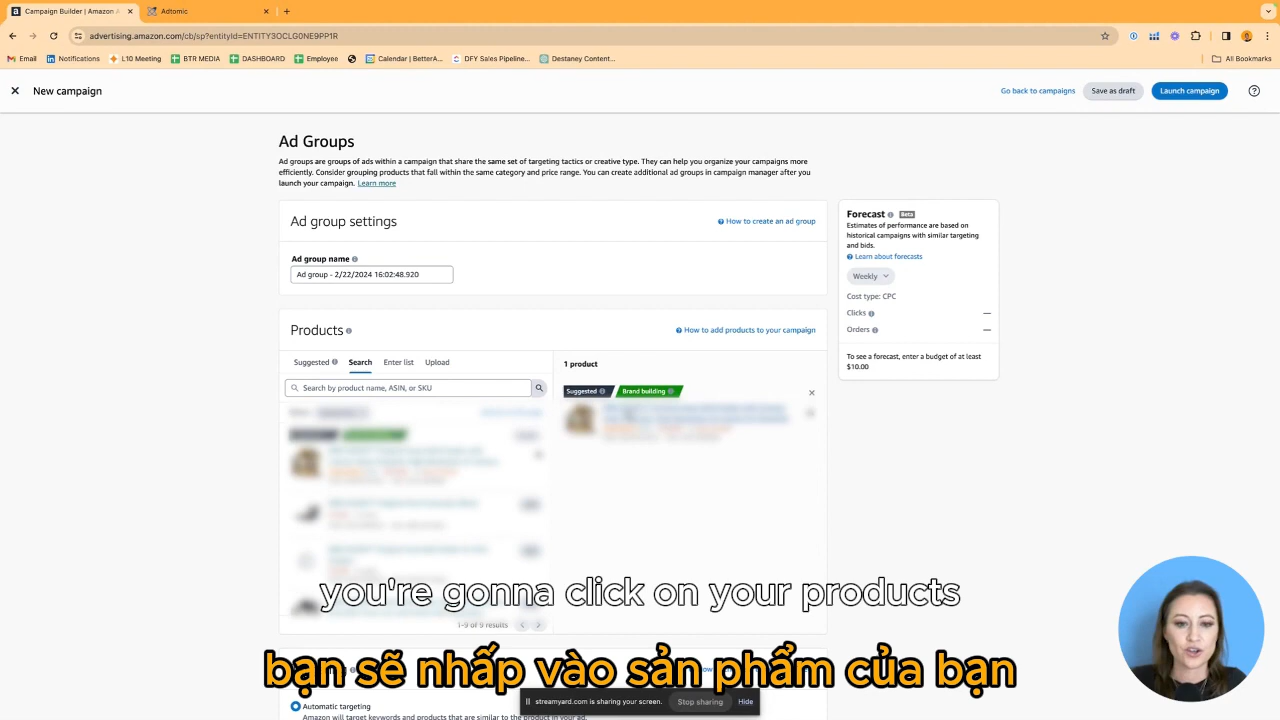 Campaign Builder | Amazon A
Adtomic
advertising.amazon.com/cb/sp?entityId=ENTITY3OCLG0NE9PP1R
Email
Notifications
L10 Meeting
BTR MEDIA
DASHBOARD
Employee
Calendar | BetterA...
DFY Sales Pipeline...
Destaney Content...
All Bookmarks
New campaign
Go back to campaigns
Save as draft
Launch campaign
Ad Groups
Ad groups are groups of ads within a campaign that share the same set of targeting tactics or creative type. They can help you organize your campaigns more
efficiently. Consider grouping products that fall within the same category and price range. You can create additional ad groups in campaign manager after you
launch your campaign. Learn more
Ad group settings
How to create an ad group
Ad group name
Ad group - 2/22/2024 16:02:48.920
Products
How to add products to your campaign
Suggested
Search
Enter list
Upload
Search by product name, ASIN, or SKU
1 product
Suggested
Brand building
1-9 of 9 results
Forecast
Beta
Estimates of performance are based on
historical campaigns with similar targeting
and bids.
Learn about forecasts
Weekly
Cost type: CPC
Clicks —
Orders —
To see a forecast, enter a budget of at least
$10.00
you're gonna click on your products
bạn sẽ nhấp vào sản phẩm của bạn
streamyard.com is sharing your screen.
Stop sharing
Hide
Automatic targeting
Amazon will target keywords and products that are similar to the product in your ad.